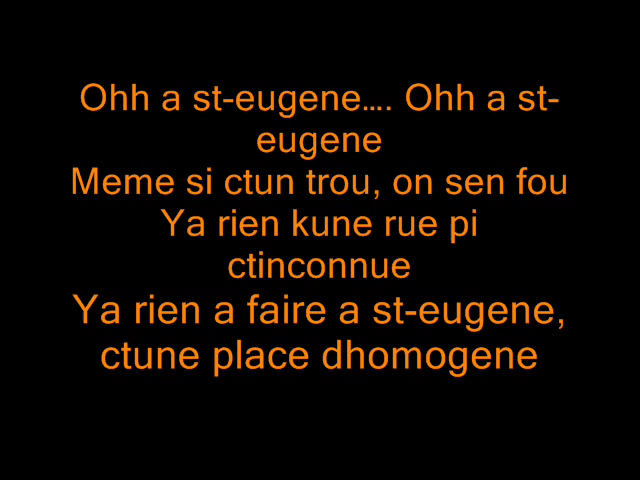 Ohh a st-eugene…. Ohh a st-
eugene
Meme si ctun trou, on sen fou
Ya rien kune rue pi
ctinconnue
Ya rien a faire a st-eugene,
ctune place dhomogene